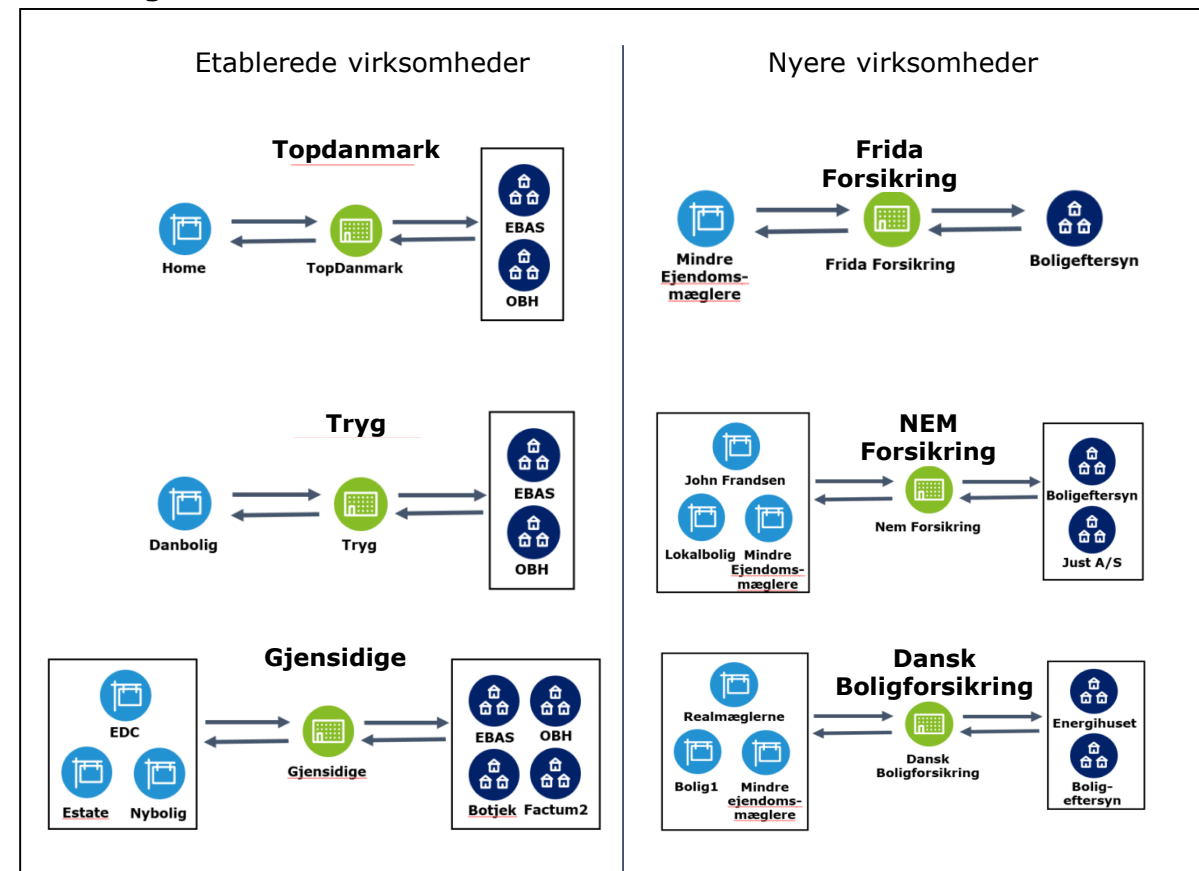 Etablerede virksomheder
Topdanmark
Home
TopDanmark
EBAS
OBH
Tryg
Danbolig
Tryg
EBAS
OBH
Gjensidige
EDC
Estate
Nybolig
Gjensidige
EBAS
OBH
Botjek
Factum2
Nyere virksomheder
Frida
Forsikring
Mindre
Ejendoms-
mæglere
Frida Forsikring
Boligeftersyn
NEM
Forsikring
John Frandsen
Lokalbolig
Mindre
Ejendoms-
mæglere
Nem Forsikring
Boligeftersyn
Just A/S
Dansk
Boligforsikring
Realmæglerne
Bolig1
Mindre
ejendoms-
mæglere
Dansk
Boligforsikring
Energihuset
Bolig-
eftersyn